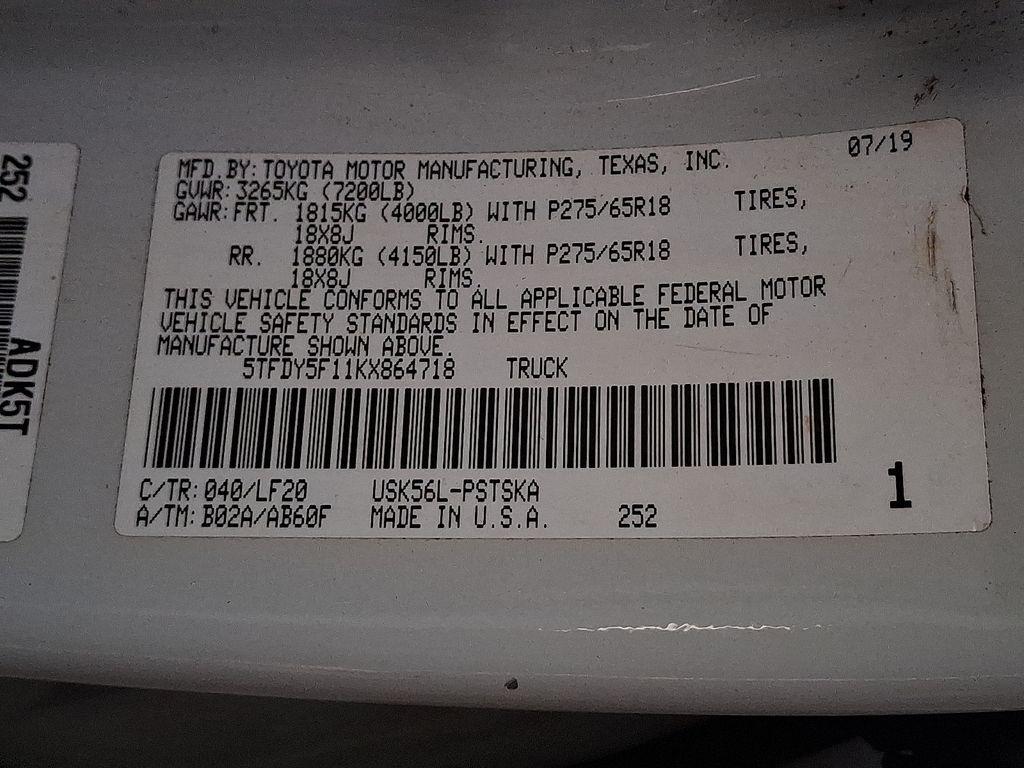 252
ADK5T
MFD.BY:TOYOTA MOTOR MANUFACTURING, TEXAS, INC. 07/19
GVWR:3265KG (7200LB)
GAWR:FRT. 1815KG (4000LB) WITH P275/65R18 TIRES,
18X8J RIMS.
RR. 1880KG (4150LB) WITH P275/65R18 TIRES,
18X8J RIMS.
THIS VEHICLE CONFORMS TO ALL APPLICABLE FEDERAL MOTOR
VEHICLE SAFETY STANDARDS IN EFFECT ON THE DATE OF
MANUFACTURE SHOWN ABOVE.
5TFDY5F11KX864718 TRUCK
C/TR:040/LF20 USK56L-PSTSKA
A/TM:B02A/AB60F MADE IN U.S.A. 252
1